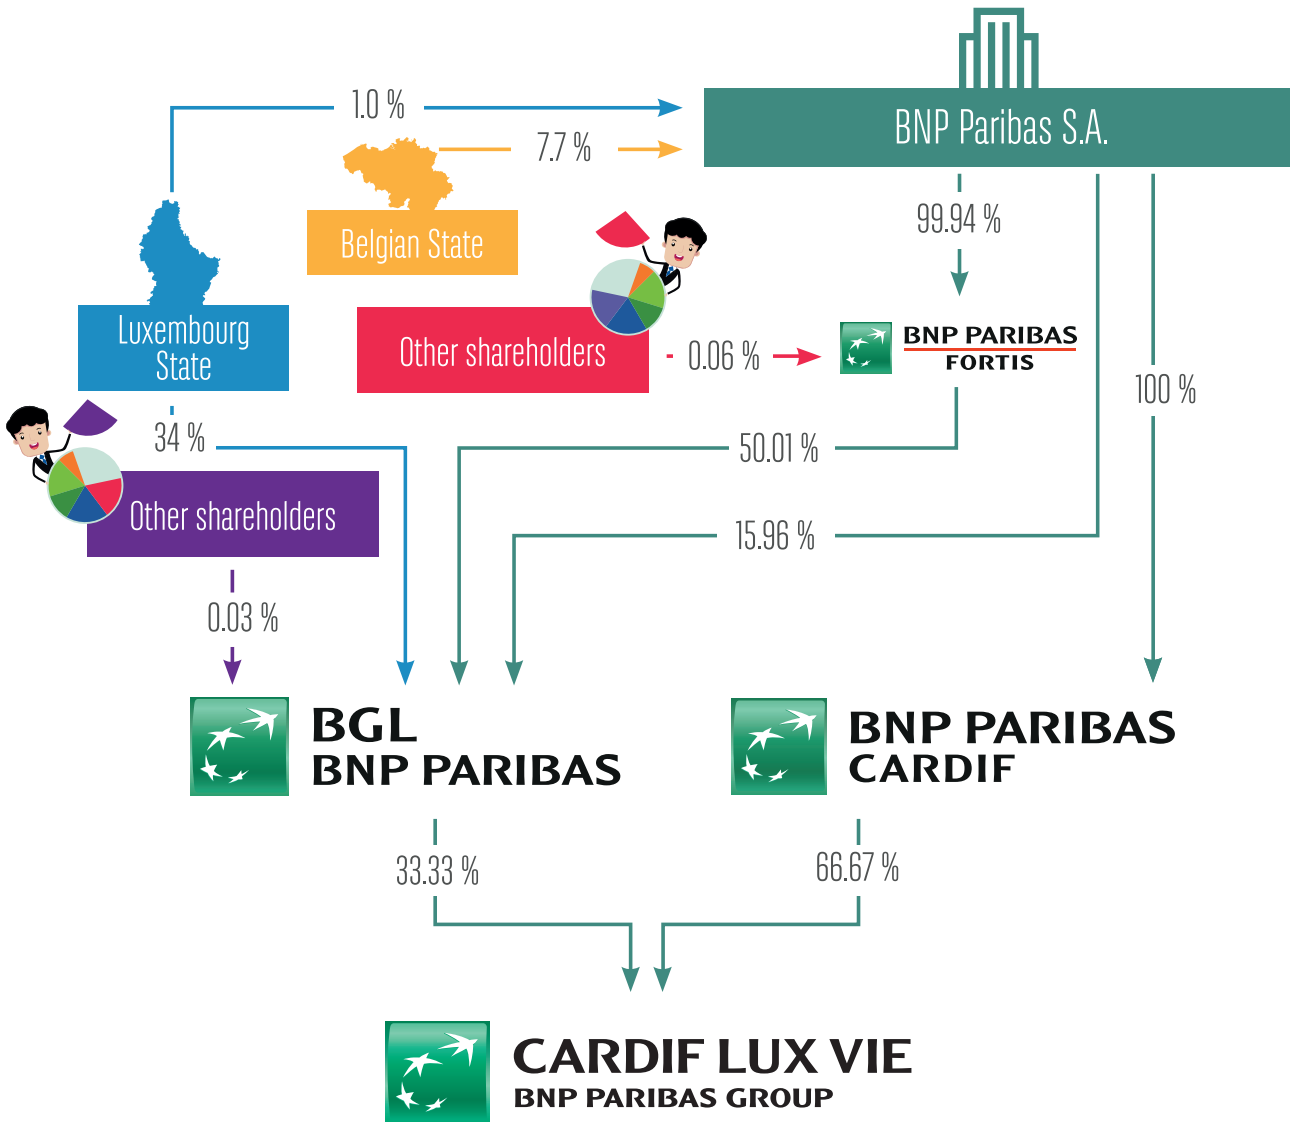 1.0 %
BNP Paribas S.A.
7.7 %
Belgian State
99.94 %
Luxembourg
State
Other shareholders
0.06 %
BNP PARIBAS
FORTIS
100 %
34 %
50.01 %
Other shareholders
15.96 %
0.03 %
BGL
BNP PARIBAS
BNP PARIBAS
CARDIF
33.33 %
66.67 %
CARDIF LUX VIE
BNP PARIBAS GROUP